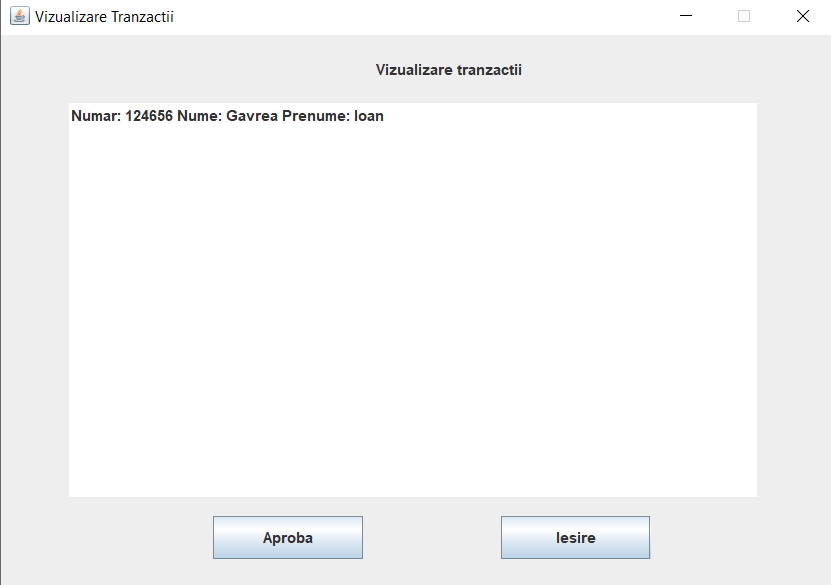 Vizualizare Tranzactii
Vizualizare tranzactii
Numar: 124656 Nume: Gavrea Prenume: Ioan
Aproba
Iesire